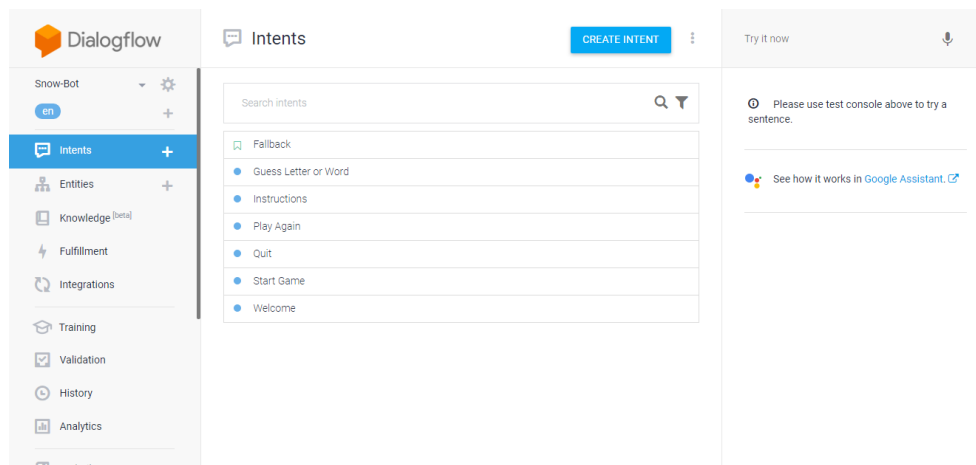 Dialogflow
Snow-Bot
en
Intents
Entities
Knowledge [beta]
Fulfillment
Integrations
Training
Validation
History
Analytics
Intents
CREATE INTENT
Search intents
Fallback
Guess Letter or Word
Instructions
Play Again
Quit
Start Game
Welcome
Try it now
Please use test console above to try a
sentence.
See how it works in Google Assistant.